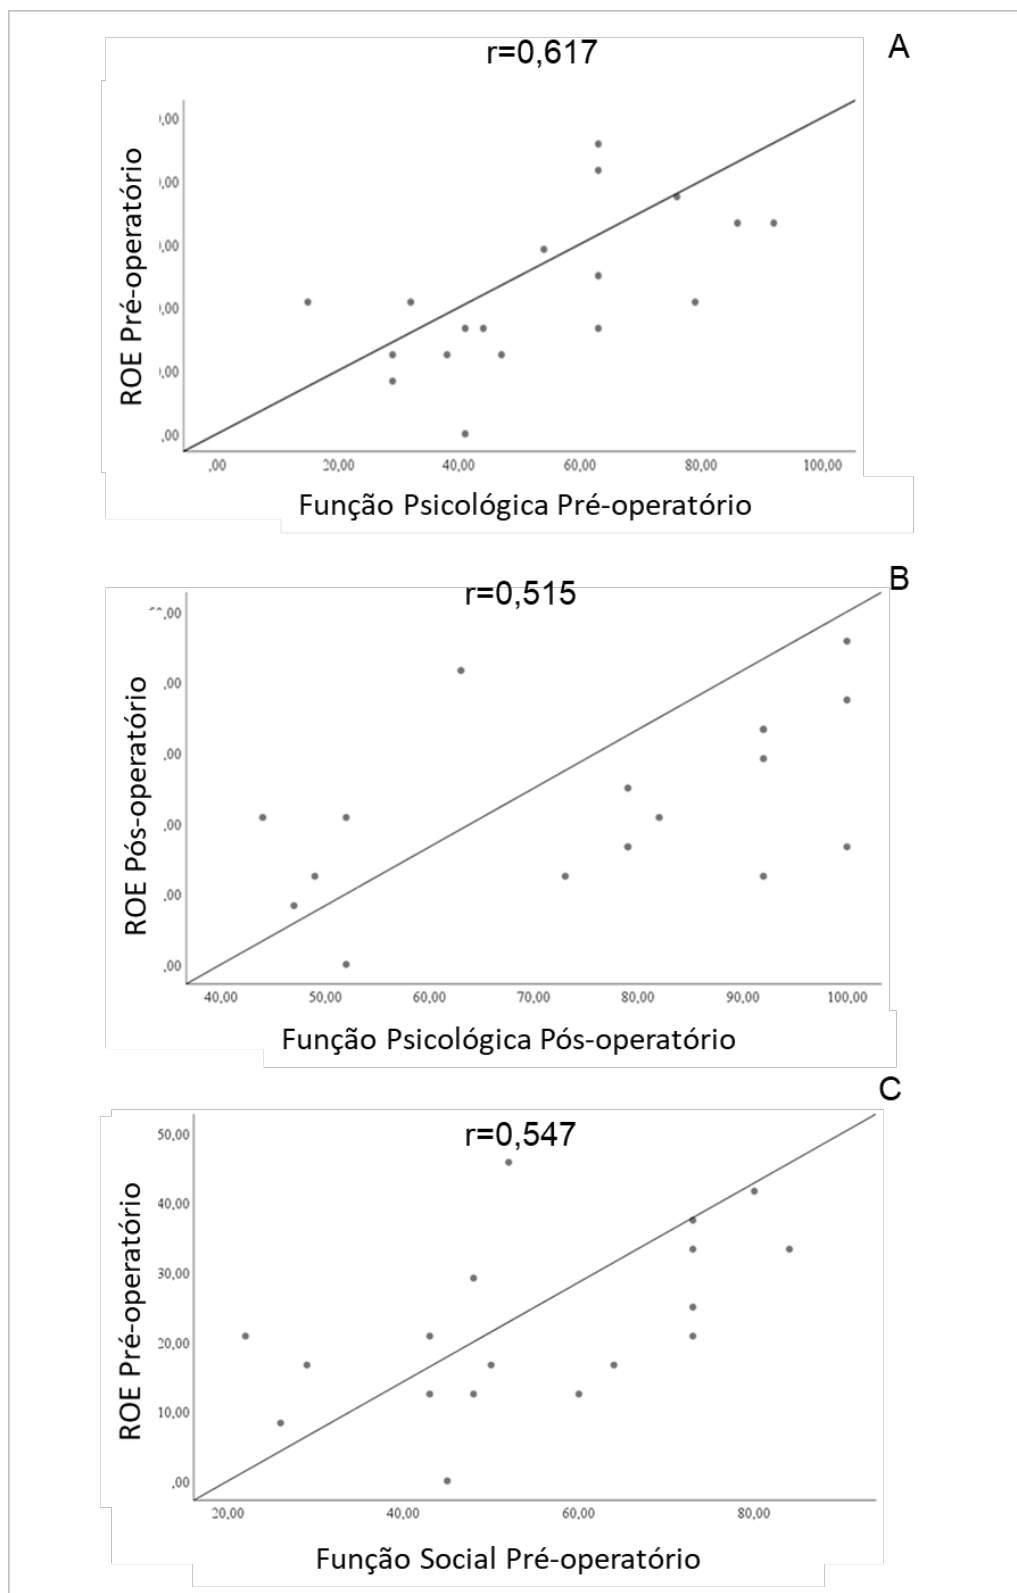 A
r=0,617
ROE Pré-operatório
,00
,00
,00
,00
,00
,00
,00 20,00 40,00 60,00 80,00 100,00
Função Psicológica Pré-operatório
B
r=0,515
ROE Pós-operatório
,00
,00
,00
,00
,00
,00
40,00 50,00 60,00 70,00 80,00 90,00 100,00
Função Psicológica Pós-operatório
C
r=0,547
ROE Pré-operatório
50,00
40,00
30,00
20,00
10,00
,00
20,00 40,00 60,00 80,00
Função Social Pré-operatório